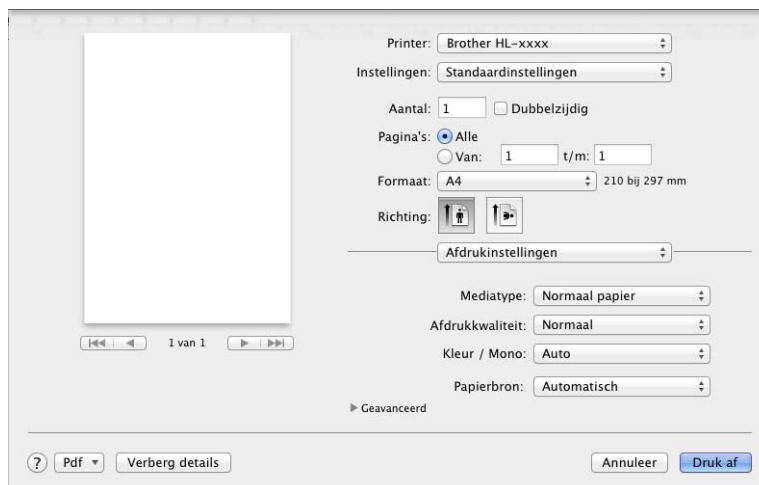 Printer: Brother HL-xxxx
Instellingen: Standaardinstellingen
Aantal: 1 Dubbelzijdig
Pagina's: Alle
Van: 1 t/m: 1
Formaat: A4 210 bij 297 mm
Richting:
Afdrukinstellingen
Mediatype: Normaal papier
Afdrukkwaliteit: Normaal
Kleur / Mono: Auto
Papierbron: Automatisch
Geavanceerd
1 van 1
? Pdf Verberg details Annuleer Druk af